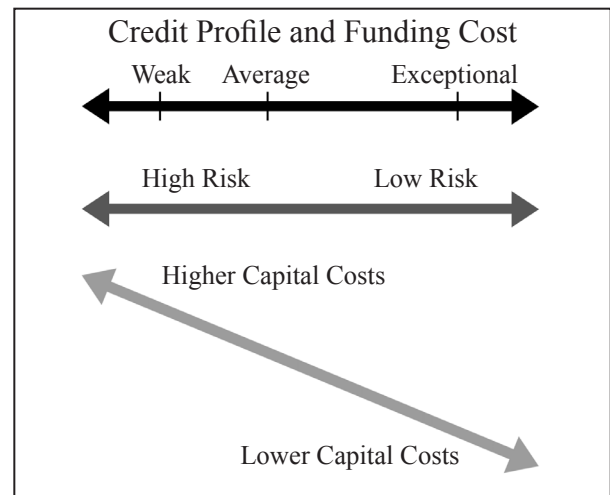 Credit Profile and Funding Cost
Weak Average Exceptional
High Risk Low Risk
Higher Capital Costs
Lower Capital Costs